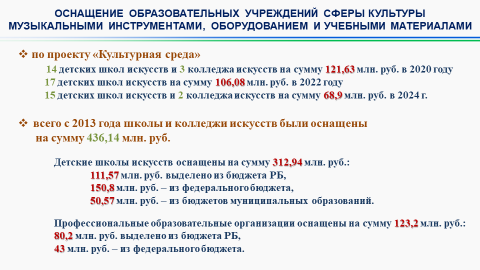 ОСНАЩЕНИЕ ОБРАЗОВАТЕЛЬНЫХ УЧРЕЖДЕНИЙ СФЕРЫ КУЛЬТУРЫ
МУЗЫКАЛЬНЫМИ ИНСТРУМЕНТАМИ, ОБОРУДОВАНИЕМ И УЧЕБНЫМИ МАТЕРИАЛАМИ
❖ по проекту «Культурная среда»
14 детских школ искусств и 3 колледжа искусств на сумму 121,63 млн. руб. в 2020 году
17 детских школ искусств на сумму 106,08 млн. руб. в 2022 году
15 детских школ искусств и 2 колледжа искусств на сумму 68,9 млн. руб. в 2024 г.
❖ всего с 2013 года школы и колледжи искусств были оснащены
на сумму 436,14 млн. руб.
Детские школы искусств оснащены на сумму 312,94 млн. руб.:
111,57 млн. руб. выделено из бюджета РБ,
150,8 млн. руб. – из федерального бюджета,
50,57 млн. руб. – из бюджетов муниципальных образований.
Профессиональные образовательные организации оснащены на сумму 123,2 млн. руб.:
80,2 млн. руб. выделено из бюджета РБ,
43 млн. руб. – из федерального бюджета.